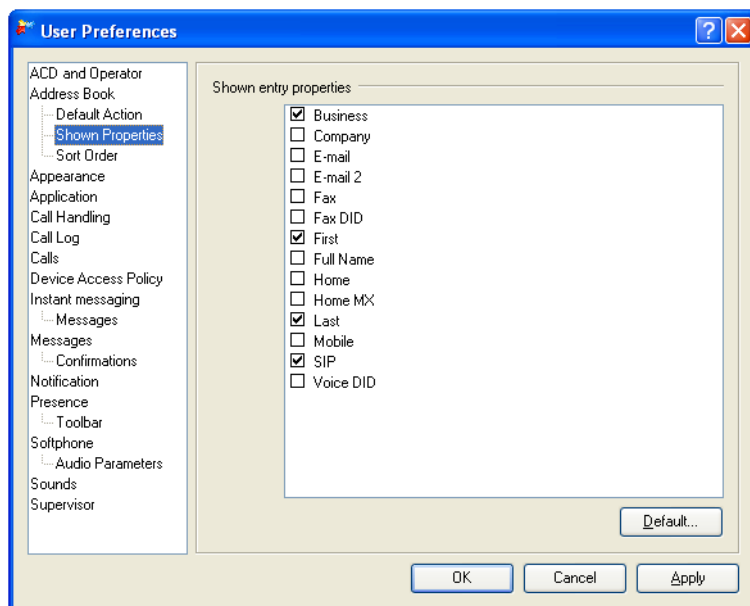 User Preferences
ACD and Operator
Address Book
Default Action
Shown Properties
Sort Order
Appearance
Application
Call Handling
Call Log
Calls
Device Access Policy
Instant messaging
Messages
Messages
Confirmations
Notification
Presence
Toolbar
Softphone
Audio Parameters
Sounds
Supervisor
Shown entry properties
Business
Company
E-mail
E-mail 2
Fax
Fax DID
First
Full Name
Home
Home MX
Last
Mobile
SIP
Voice DID
Default...
OK
Cancel
Apply